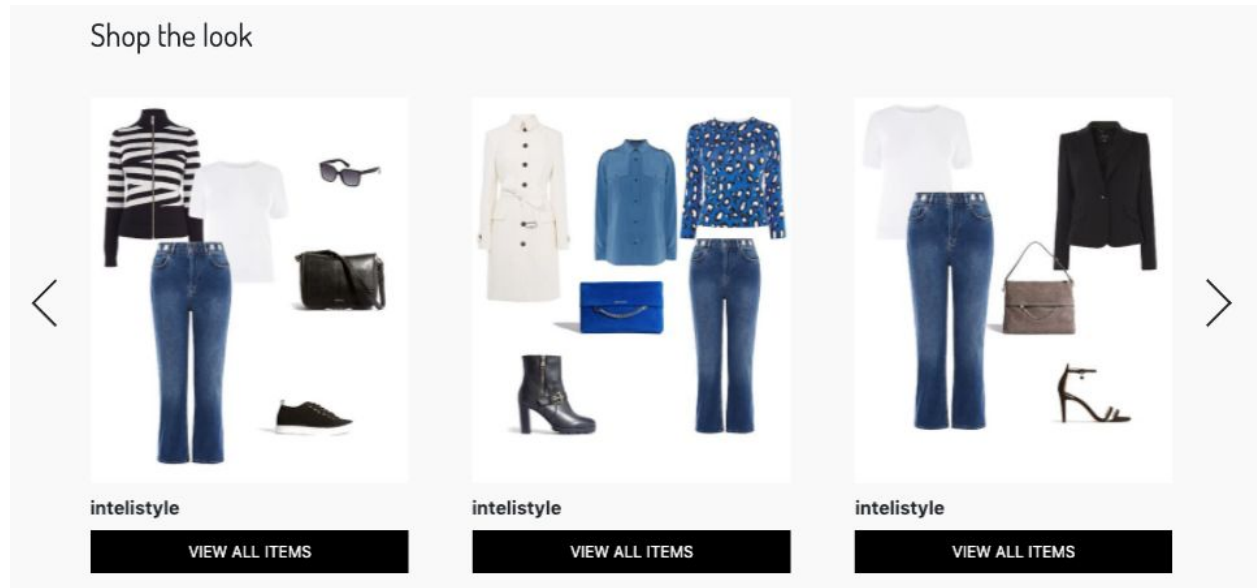 Shop the look
intelistyle
VIEW ALL ITEMS
intelistyle
VIEW ALL ITEMS
intelistyle
VIEW ALL ITEMS